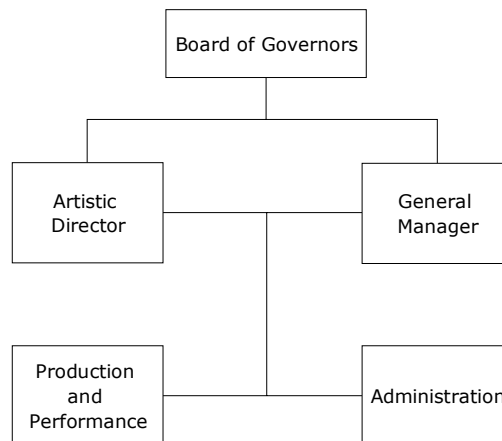 Board of Governors
Artistic
Director
General
Manager
Production
and
Performance
Administration